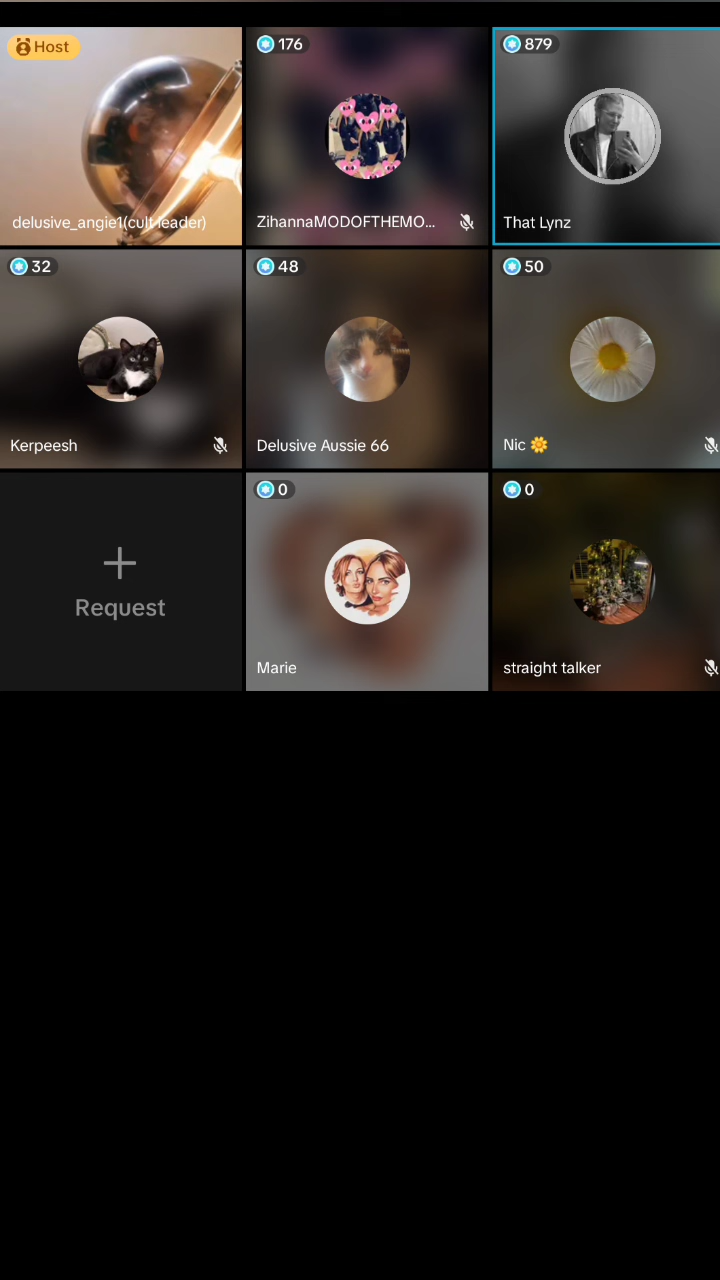 Host
176
879
delusive_angie1(cult leader)
ZihannaMODOFTHEMO...
That Lynz
32
48
50
Kerpeesh
Delusive Aussie 66
Nic 🌼
0
0
Request
Marie
straight talker